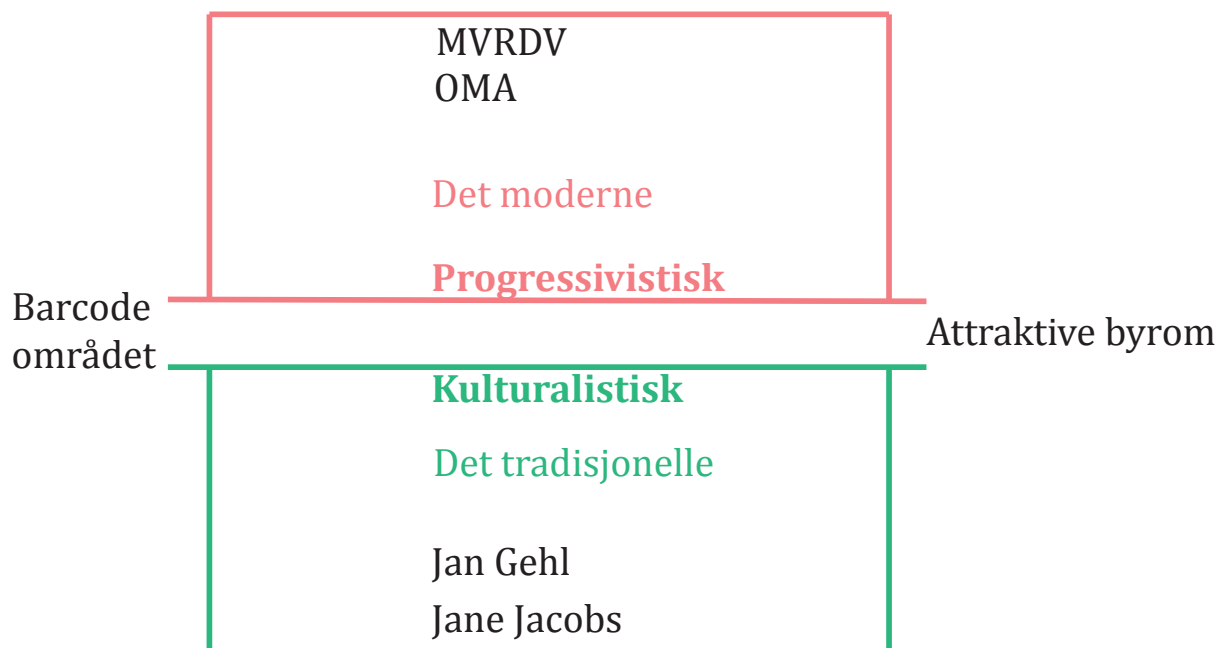 MVRDV
OMA
Det moderne
Progressivistisk
Barcode
området
Attraktive byrom
Kulturalistisk
Det tradisjonelle
Jan Gehl
Jane Jacobs